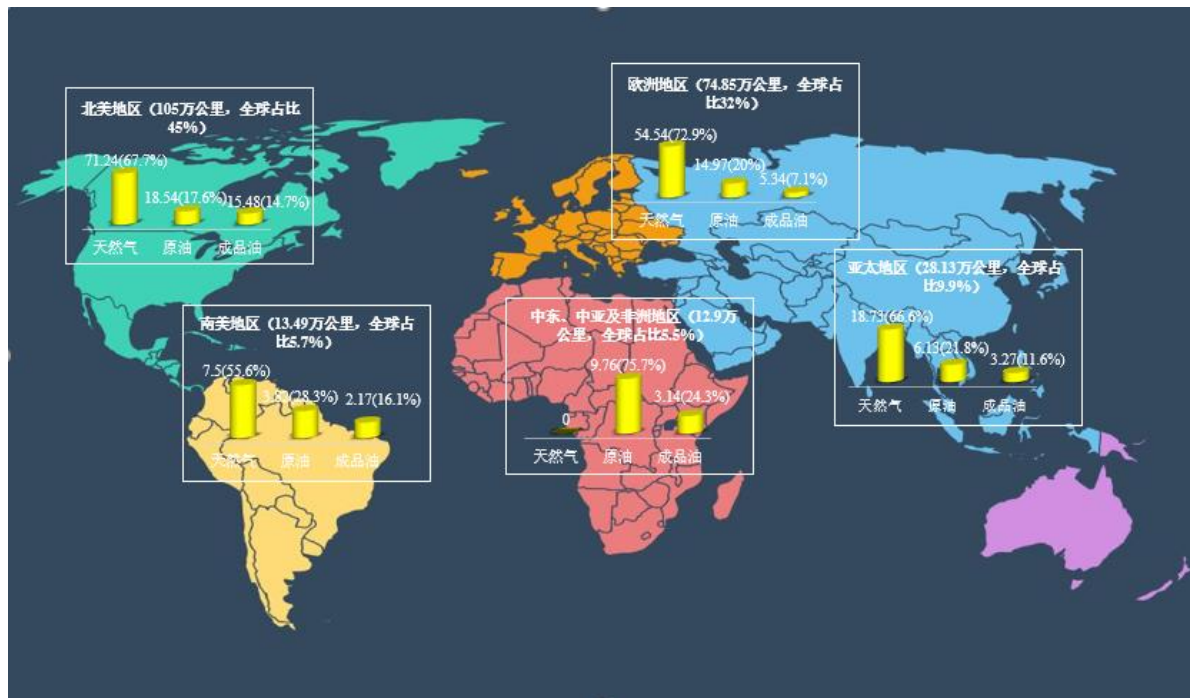 北美地区（105万公里，全球占比
45%）
71.24(67.7%)
18.54(17.6%)
15.48(14.7%)
天然气 原油 成品油
欧洲地区（74.85万公里，全球占
比32%）
54.54(72.9%)
14.97(20%)
5.34(7.1%)
天然气 原油 成品油
亚太地区（28.13万公里，全球占
比9.9%）
18.73(66.6%)
6.13(21.8%)
3.27(11.6%)
天然气 原油 成品油
南美地区（13.49万公里，全球占
比5.7%）
7.5(55.6%)
3.82(28.3%)
2.17(16.1%)
天然气 原油 成品油
中东、中亚及非洲地区（12.9万
公里，全球占比5.5%）
0
9.76(75.7%)
3.14(24.3%)
天然气 原油 成品油